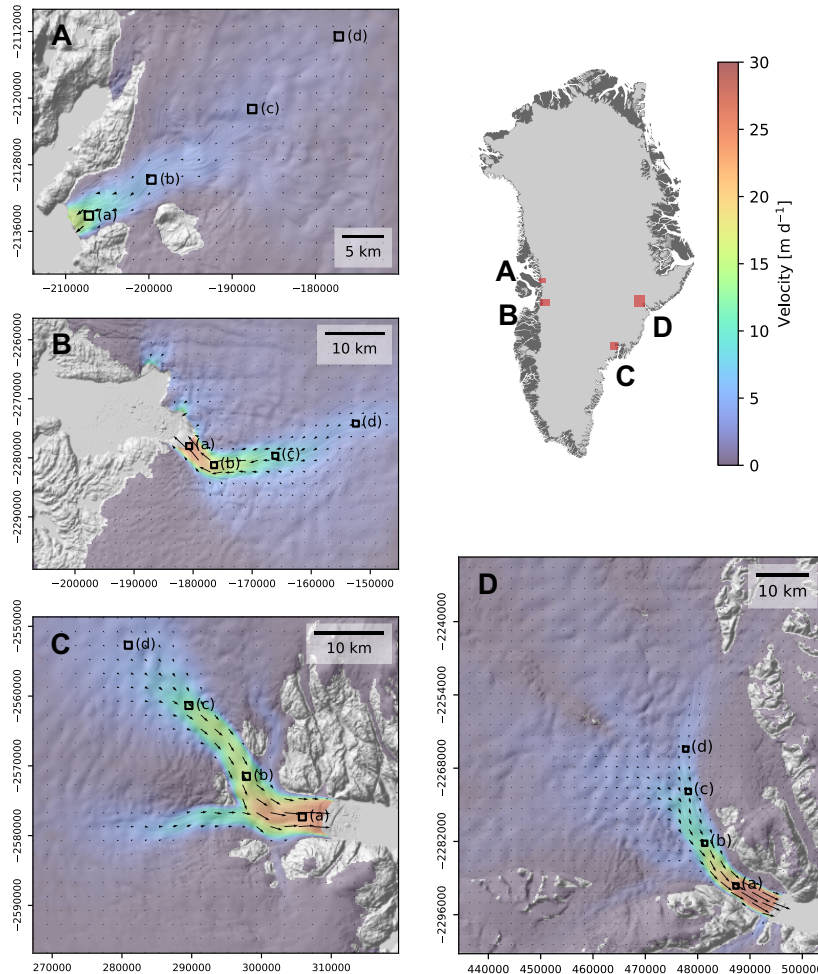 A
(d)
(c)
(b)
(a)
5 km
−2112000
−2120000
−2128000
−2136000
−210000
−200000
−190000
−180000
B
10 km
(d)
(a)
(c)
(b)
−2260000
−2270000
−2280000
−2290000
−200000
−190000
−180000
−170000
−160000
−150000
C
10 km
(d)
(c)
(b)
(a)
−2550000
−2560000
−2570000
−2580000
−2590000
270000
280000
290000
300000
310000
A
B
C
D
30
25
20
15
10
5
0
Velocity [m d⁻¹]
D
10 km
(d)
(c)
(b)
(a)
−2240000
−2254000
−2268000
−2282000
−2296000
440000
450000
460000
470000
480000
490000
500000